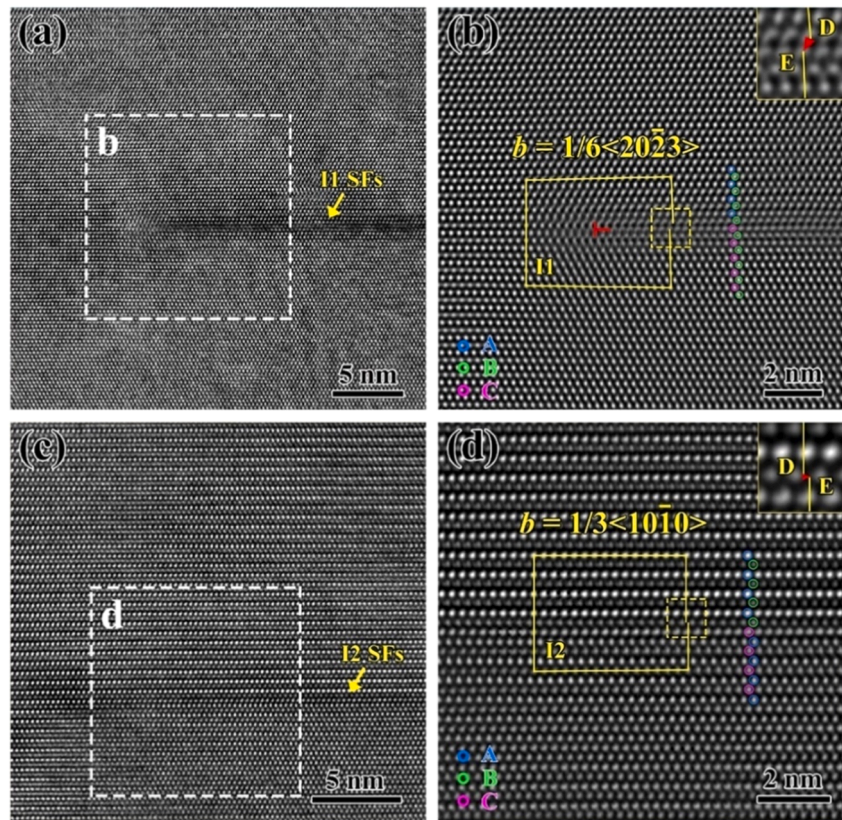 (a)
b
I1 SFs
5 nm
(b)
D
E
b = 1/6<202̄3>
I1
A
B
C
2 nm
(c)
d
I2 SFs
5 nm
(d)
D
E
b = 1/3<101̄0>
I2
A
B
C
2 nm